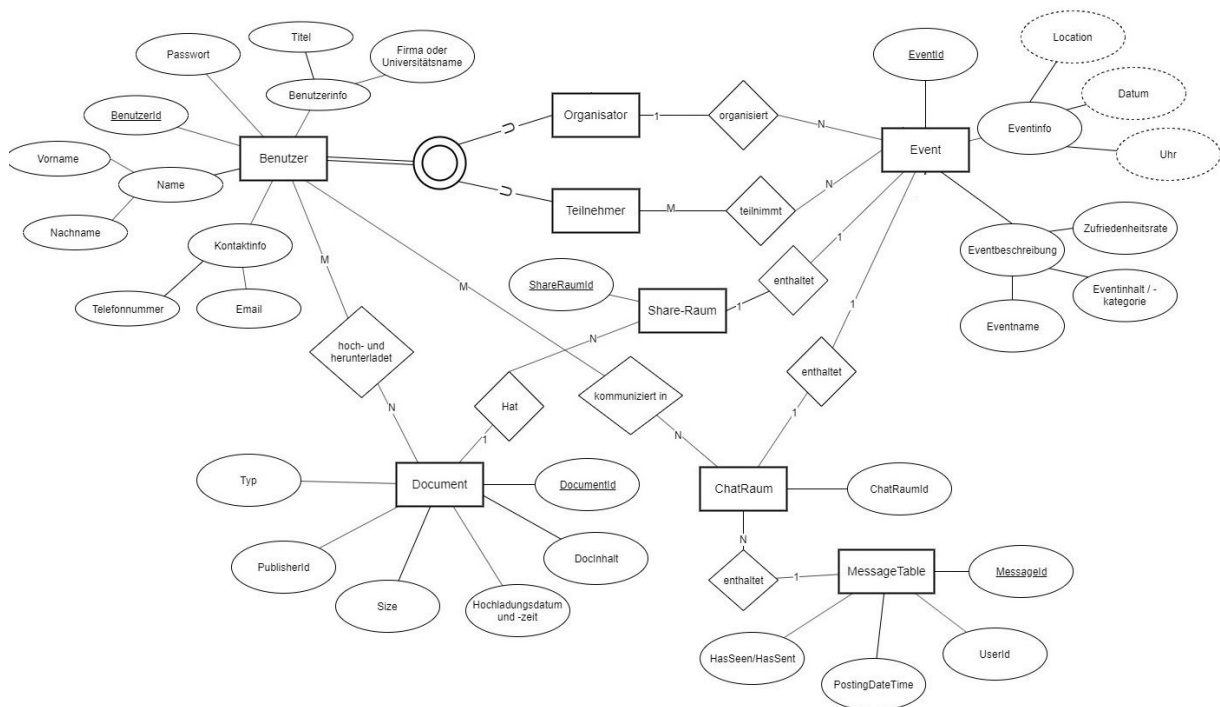 Titel
Firma oder
Universitätsname
Passwort
Benutzerinfo
BenutzerId
Vorname
Benutzer
Name
Nachname
Kontaktinfo
Telefonnummer
Email
Organisator
1
organisiert
N
Teilnehmer
M
teilnimmt
N
EventId
Location
Datum
Eventinfo
Uhr
Event
Zufriedenheitsrate
Eventbeschreibung
Eventinhalt / -
kategorie
Eventname
1
enthaltet
1
ShareRaumId
Share-Raum
M
hoch- und
herunterladet
N
N
Hat
1
M
kommuniziert in
N
1
enthaltet
1
Typ
Document
DocumentId
PublisherId
DocInhalt
Size
Hochladungsdatum
und -zeit
ChatRaum
ChatRaumId
N
enthaltet
1
MessageTable
MessageId
HasSeen/HasSent
UserId
PostingDateTime